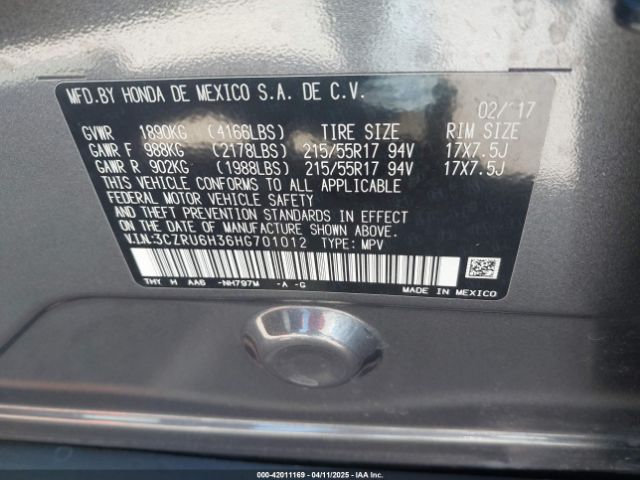 MFD.BY HONDA DE MEXICO S.A. DE C.V.
02/'17
GVWR 1890KG (4166LBS) TIRE SIZE RIM SIZE
GAWR F 988KG (2178LBS) 215/55R17 94V 17X7.5J
GAWR R 902KG (1988LBS) 215/55R17 94V 17X7.5J
THIS VEHICLE CONFORMS TO ALL APPLICABLE
FEDERAL MOTOR VEHICLE SAFETY
AND THEFT PREVENTION STANDARDS IN EFFECT
ON THE DATE OF MANUFACTURE SHOWN ABOVE.
V.I.N:3CZRU6H36HG701012 TYPE: MPV
THY H AA6 -NH797M -A -G MADE IN MEXICO
000-42011169 04/11/2025 IAAI.COM